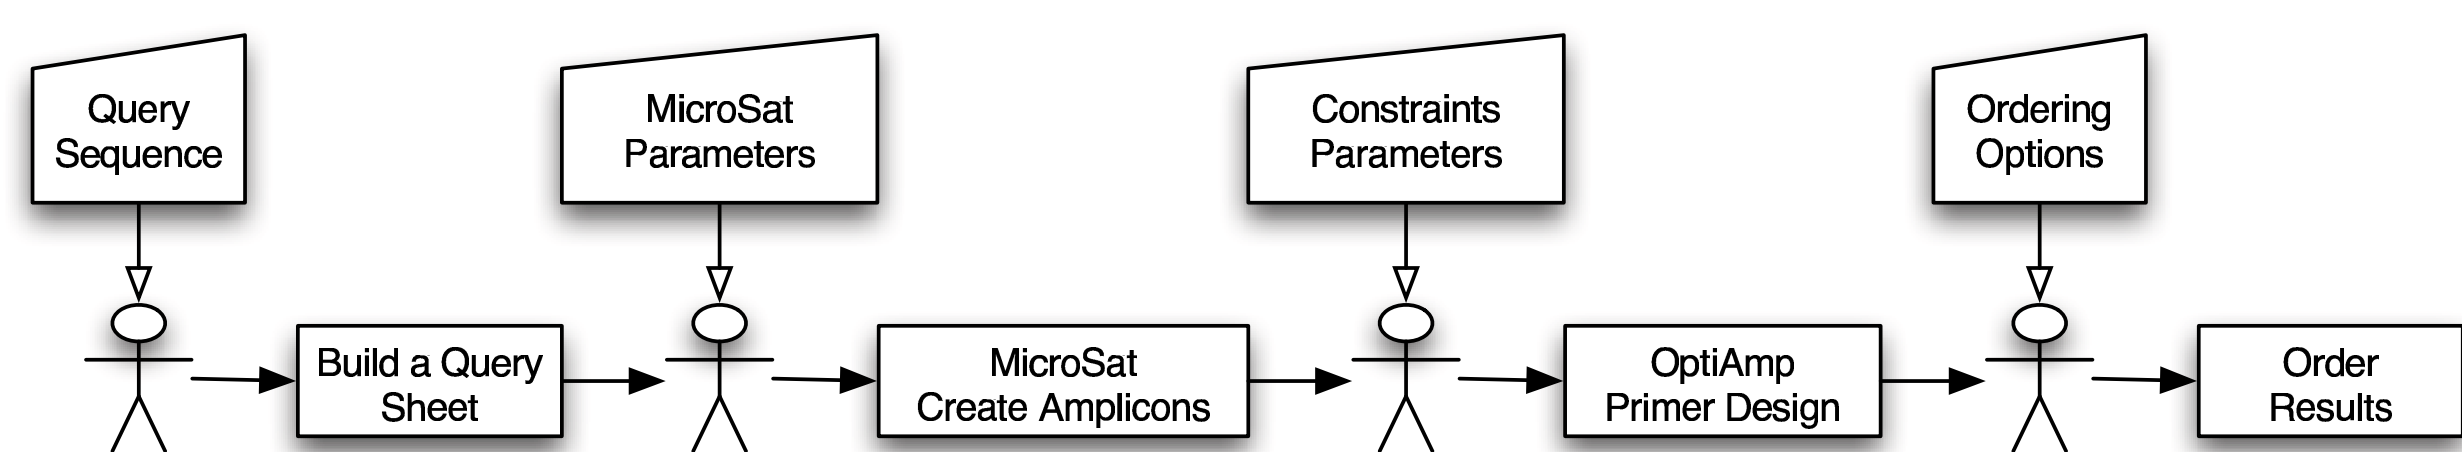 Query
Sequence
MicroSat
Parameters
Constraints
Parameters
Ordering
Options
Build a Query
Sheet
MicroSat
Create Amplicons
OptiAmp
Primer Design
Order
Results